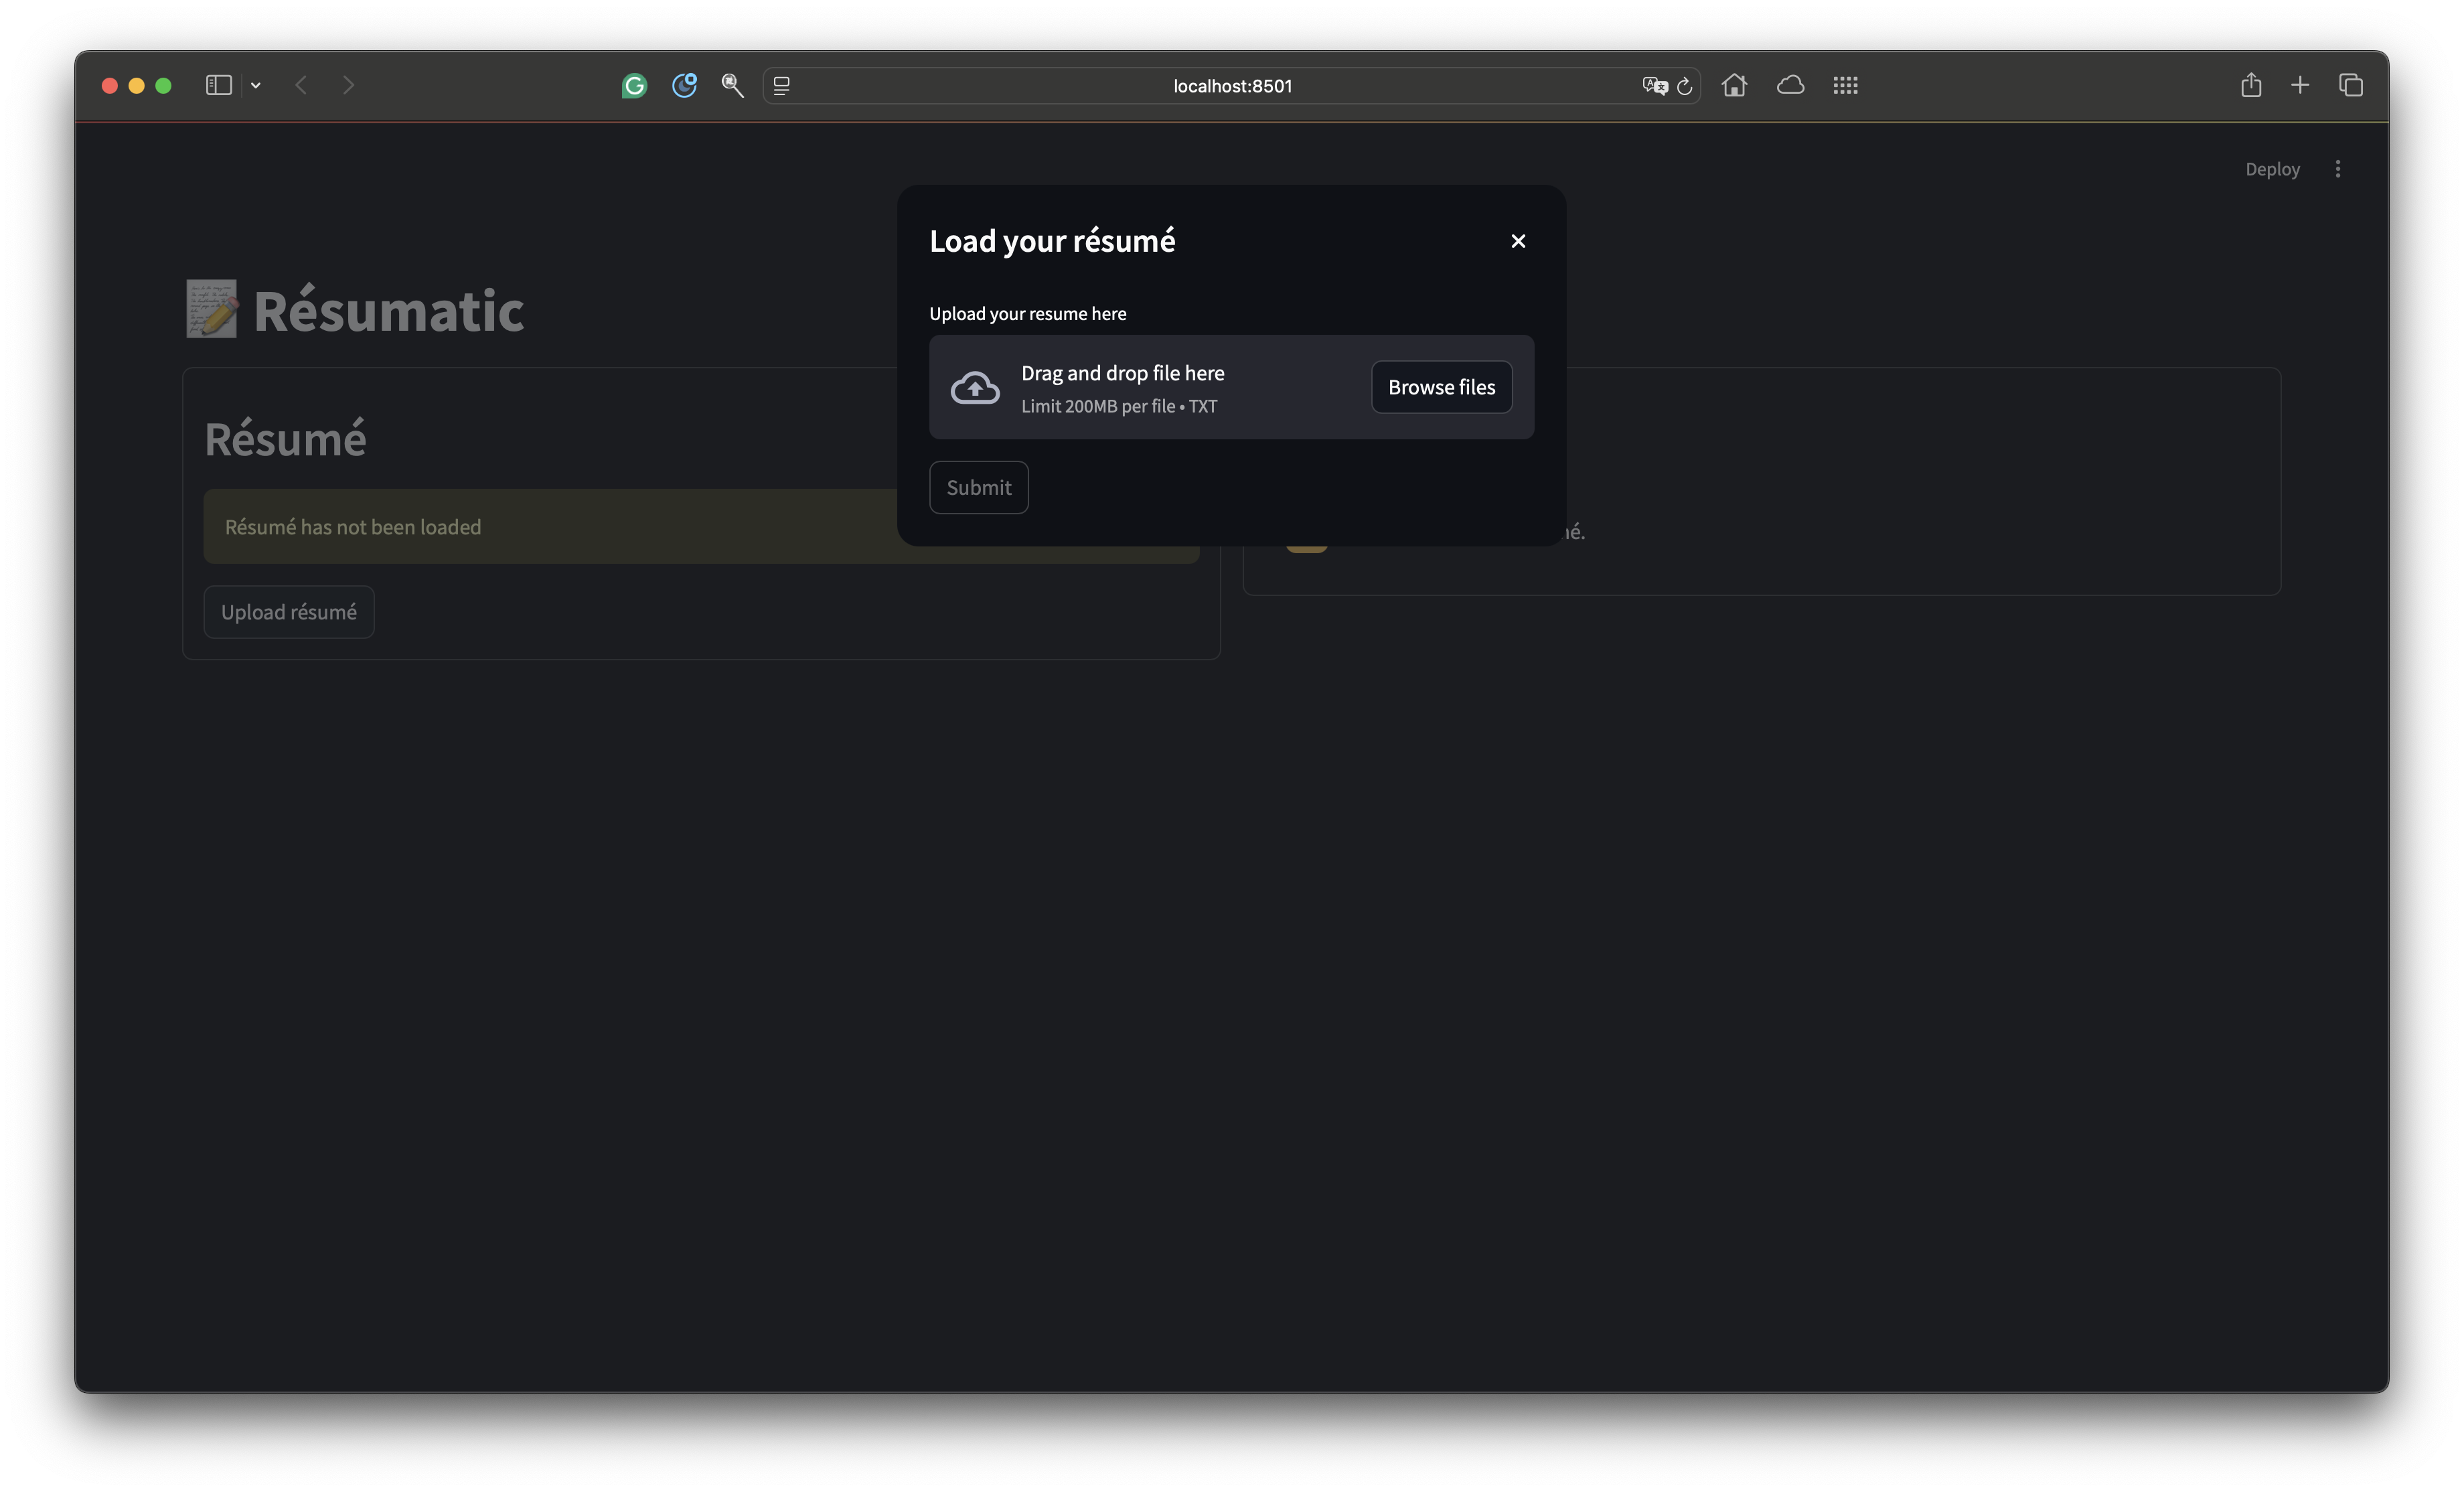 localhost:8501
Deploy
Load your résumé
Résumatic
Upload your resume here
Drag and drop file here
Limit 200MB per file • TXT
Browse files
Résumé
Submit
Résumé has not been loaded
é.
Upload résumé